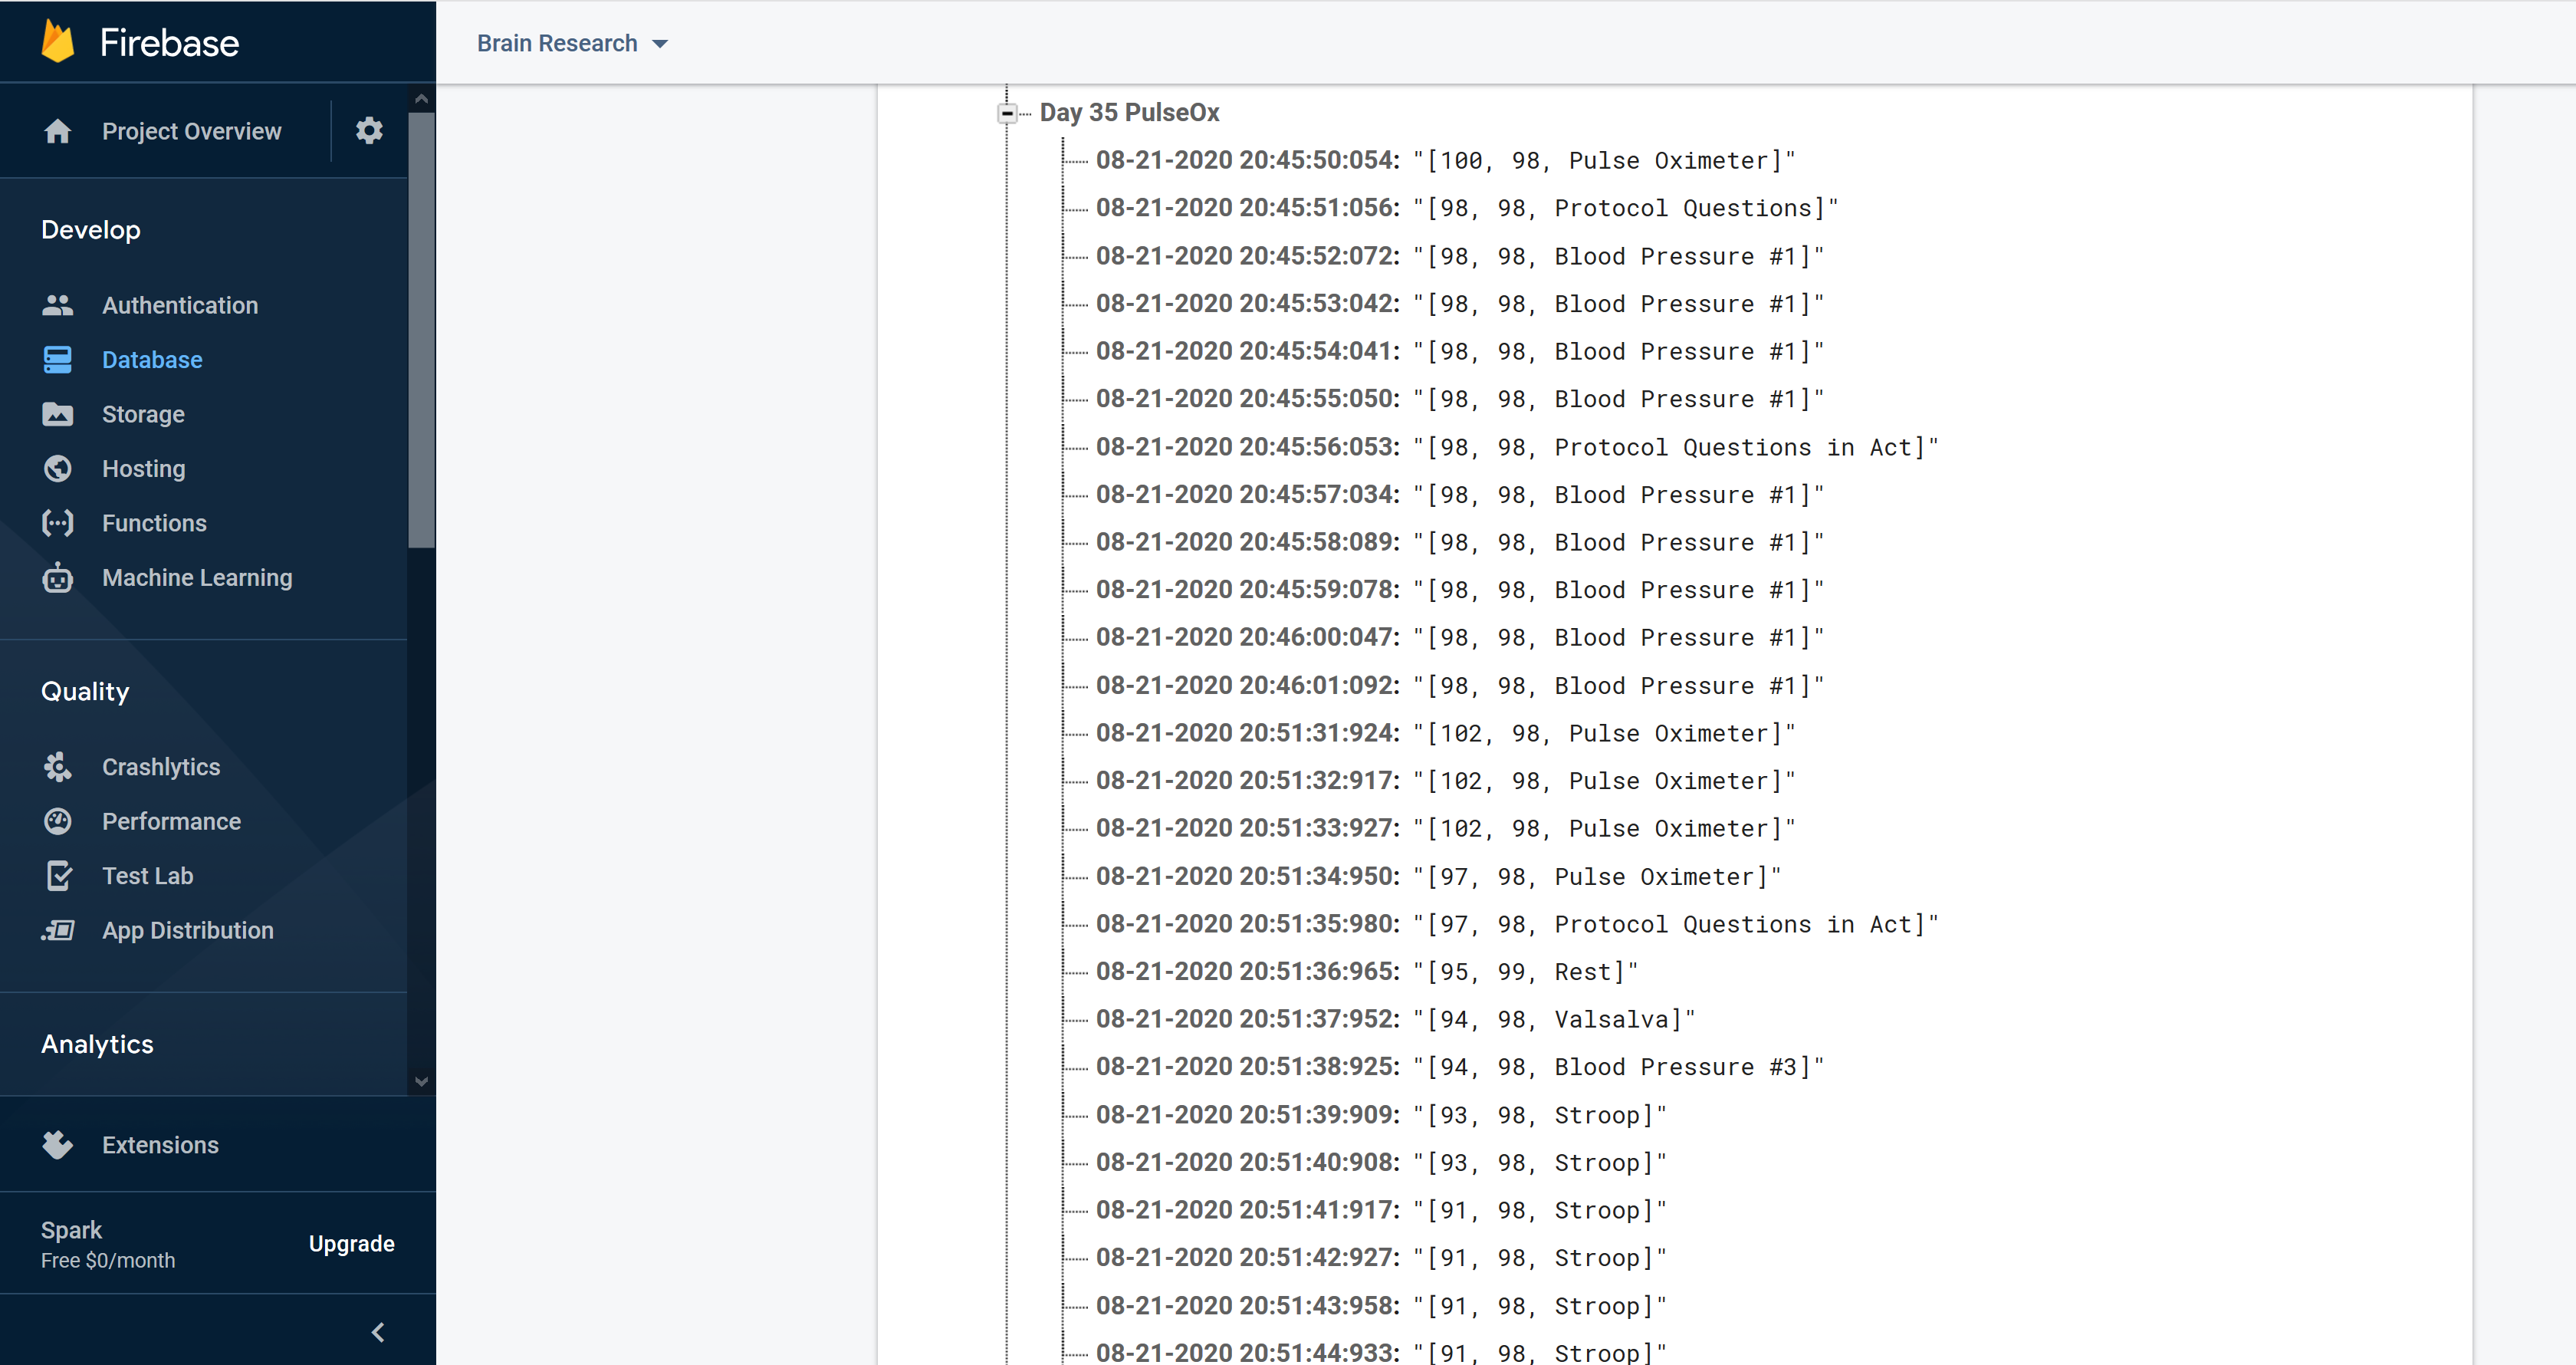 Firebase
Brain Research
Project Overview
Develop
Authentication
Database
Storage
Hosting
Functions
Machine Learning
Quality
Crashlytics
Performance
Test Lab
App Distribution
Analytics
Extensions
Spark
Free $0/month
Upgrade
Day 35 PulseOx
08-21-2020 20:45:50:054: "[100, 98, Pulse Oximeter]"
08-21-2020 20:45:51:056: "[98, 98, Protocol Questions]"
08-21-2020 20:45:52:072: "[98, 98, Blood Pressure #1]"
08-21-2020 20:45:53:042: "[98, 98, Blood Pressure #1]"
08-21-2020 20:45:54:041: "[98, 98, Blood Pressure #1]"
08-21-2020 20:45:55:050: "[98, 98, Blood Pressure #1]"
08-21-2020 20:45:56:053: "[98, 98, Protocol Questions in Act]"
08-21-2020 20:45:57:034: "[98, 98, Blood Pressure #1]"
08-21-2020 20:45:58:089: "[98, 98, Blood Pressure #1]"
08-21-2020 20:45:59:078: "[98, 98, Blood Pressure #1]"
08-21-2020 20:46:00:047: "[98, 98, Blood Pressure #1]"
08-21-2020 20:46:01:092: "[98, 98, Blood Pressure #1]"
08-21-2020 20:51:31:924: "[102, 98, Pulse Oximeter]"
08-21-2020 20:51:32:917: "[102, 98, Pulse Oximeter]"
08-21-2020 20:51:33:927: "[102, 98, Pulse Oximeter]"
08-21-2020 20:51:34:950: "[97, 98, Pulse Oximeter]"
08-21-2020 20:51:35:980: "[97, 98, Protocol Questions in Act]"
08-21-2020 20:51:36:965: "[95, 99, Rest]"
08-21-2020 20:51:37:952: "[94, 98, Valsalva]"
08-21-2020 20:51:38:925: "[94, 98, Blood Pressure #3]"
08-21-2020 20:51:39:909: "[93, 98, Stroop]"
08-21-2020 20:51:40:908: "[93, 98, Stroop]"
08-21-2020 20:51:41:917: "[91, 98, Stroop]"
08-21-2020 20:51:42:927: "[91, 98, Stroop]"
08-21-2020 20:51:43:958: "[91, 98, Stroop]"
08-21-2020 20:51:44:933: "[91, 98, Stroop]"